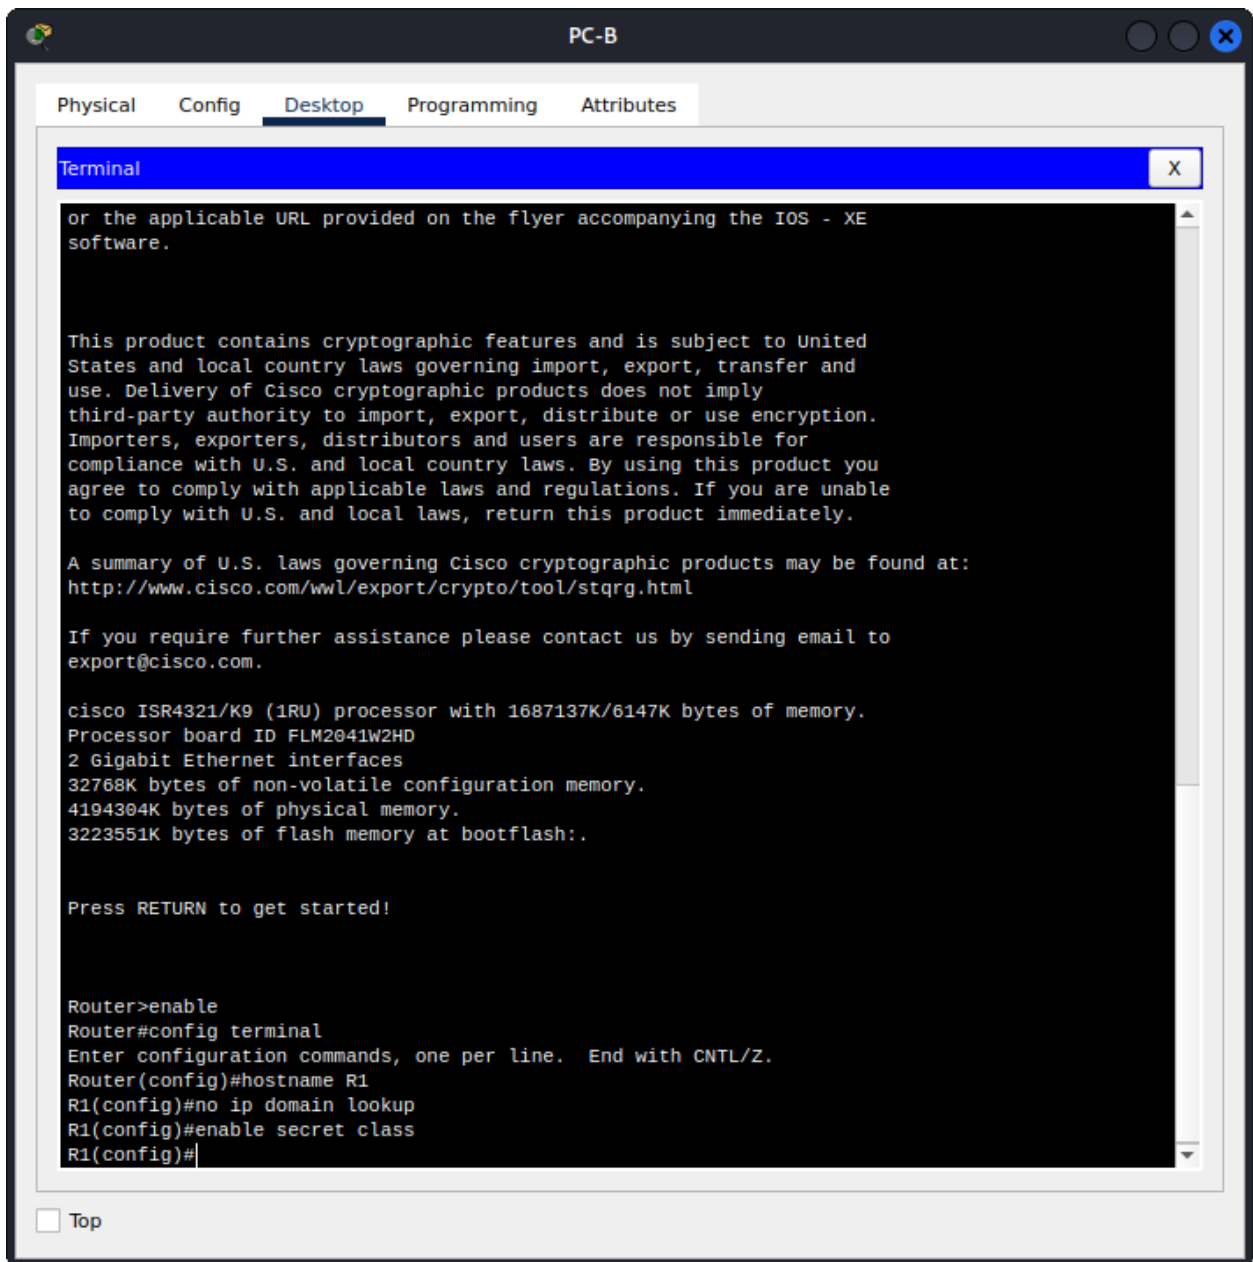 PC-B
Physical Config Desktop Programming Attributes
Terminal
X
or the applicable URL provided on the flyer accompanying the IOS - XE
software.
This product contains cryptographic features and is subject to United
States and local country laws governing import, export, transfer and
use. Delivery of Cisco cryptographic products does not imply
third-party authority to import, export, distribute or use encryption.
Importers, exporters, distributors and users are responsible for
compliance with U.S. and local country laws. By using this product you
agree to comply with applicable laws and regulations. If you are unable
to comply with U.S. and local laws, return this product immediately.
A summary of U.S. laws governing Cisco cryptographic products may be found at:
http://www.cisco.com/wwl/export/crypto/tool/stqrg.html
If you require further assistance please contact us by sending email to
export@cisco.com.
cisco ISR4321/K9 (1RU) processor with 1687137K/6147K bytes of memory.
Processor board ID FLM2041W2HD
2 Gigabit Ethernet interfaces
32768K bytes of non-volatile configuration memory.
4194304K bytes of physical memory.
3223551K bytes of flash memory at bootflash:.
Press RETURN to get started!
Router>enable
Router#config terminal
Enter configuration commands, one per line.  End with CNTL/Z.
Router(config)#hostname R1
R1(config)#no ip domain lookup
R1(config)#enable secret class
R1(config)#
Top